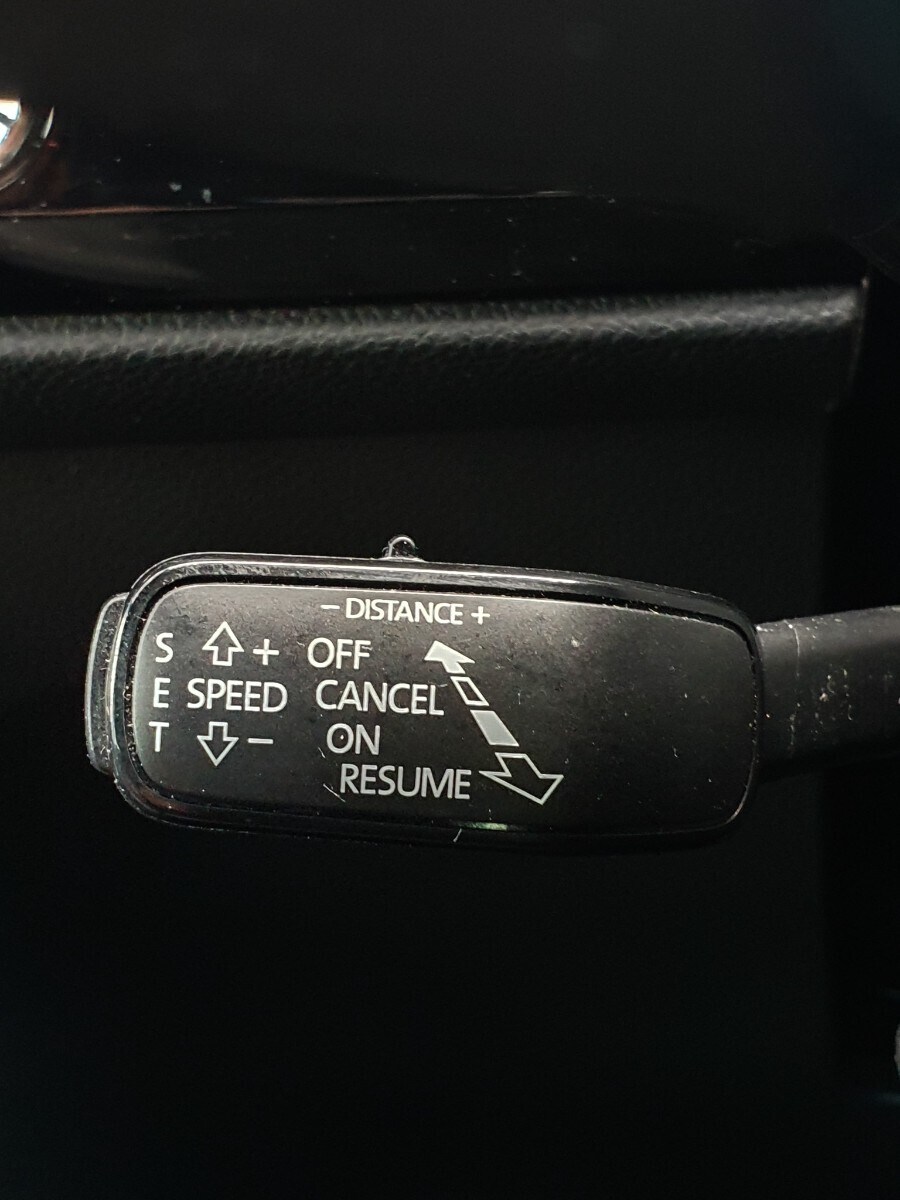 – DISTANCE +
S ⇧ + OFF
E SPEED CANCEL
T ⇩ – ON
RESUME